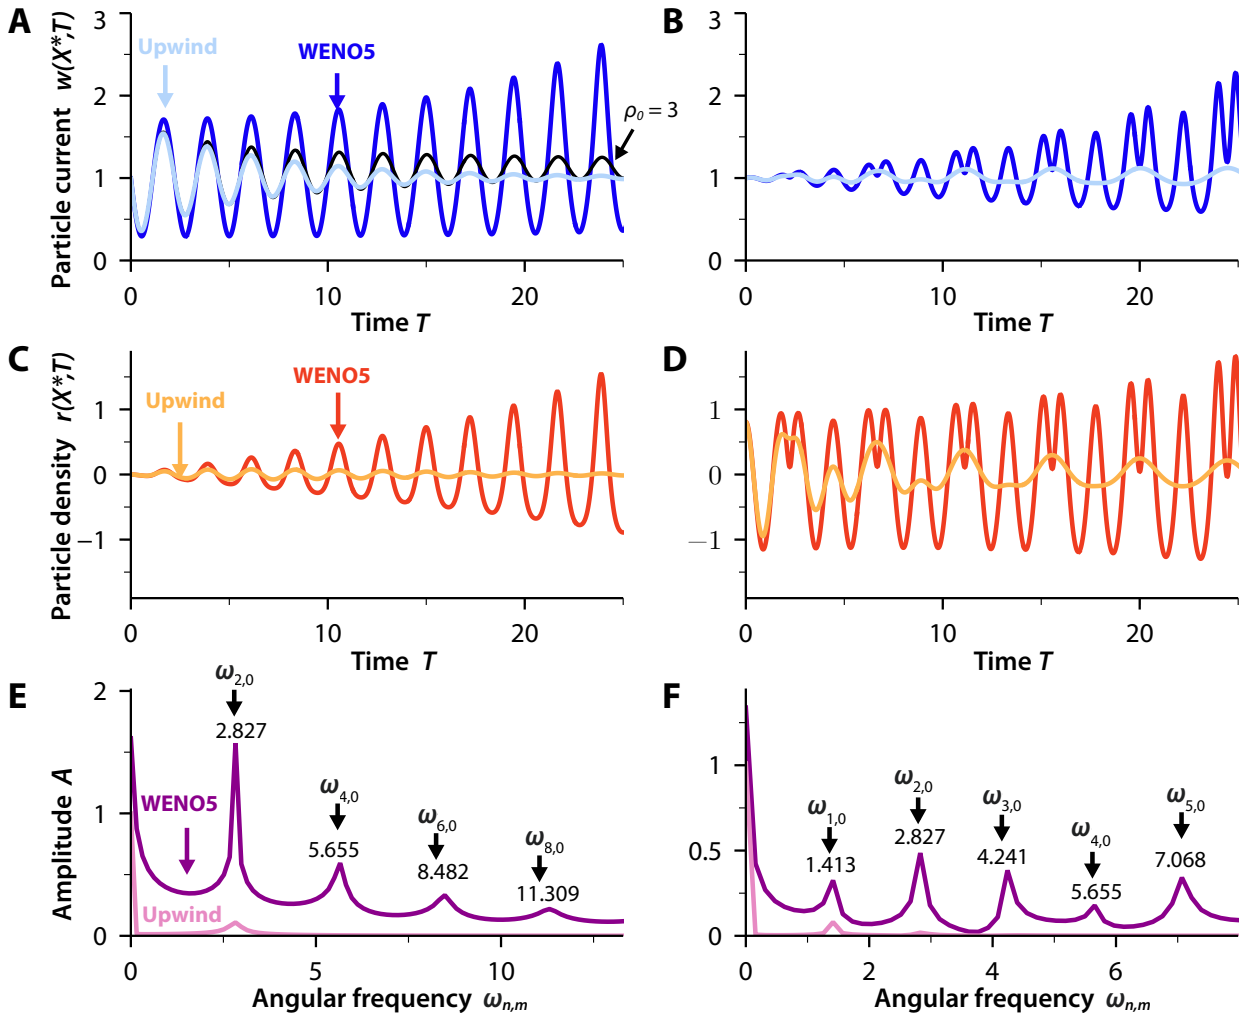 A
Particle current w(X*,T)
3
2
1
0
Upwind
WENO5
ρ0 = 3
0
10
20
Time T
B
3
2
1
0
0
10
20
Time T
C
Particle density r(X*,T)
1
0
−1
Upwind
WENO5
0
10
20
Time T
D
1
0
−1
0
10
20
Time T
E
Amplitude A
2
1
0
ω2,0
2.827
WENO5
ω4,0
5.655
ω6,0
8.482
ω8,0
11.309
Upwind
0
5
10
Angular frequency ωn,m
F
1
0.5
0
ω1,0
1.413
ω2,0
2.827
ω3,0
4.241
ω4,0
5.655
ω5,0
7.068
0
2
4
6
Angular frequency ωn,m